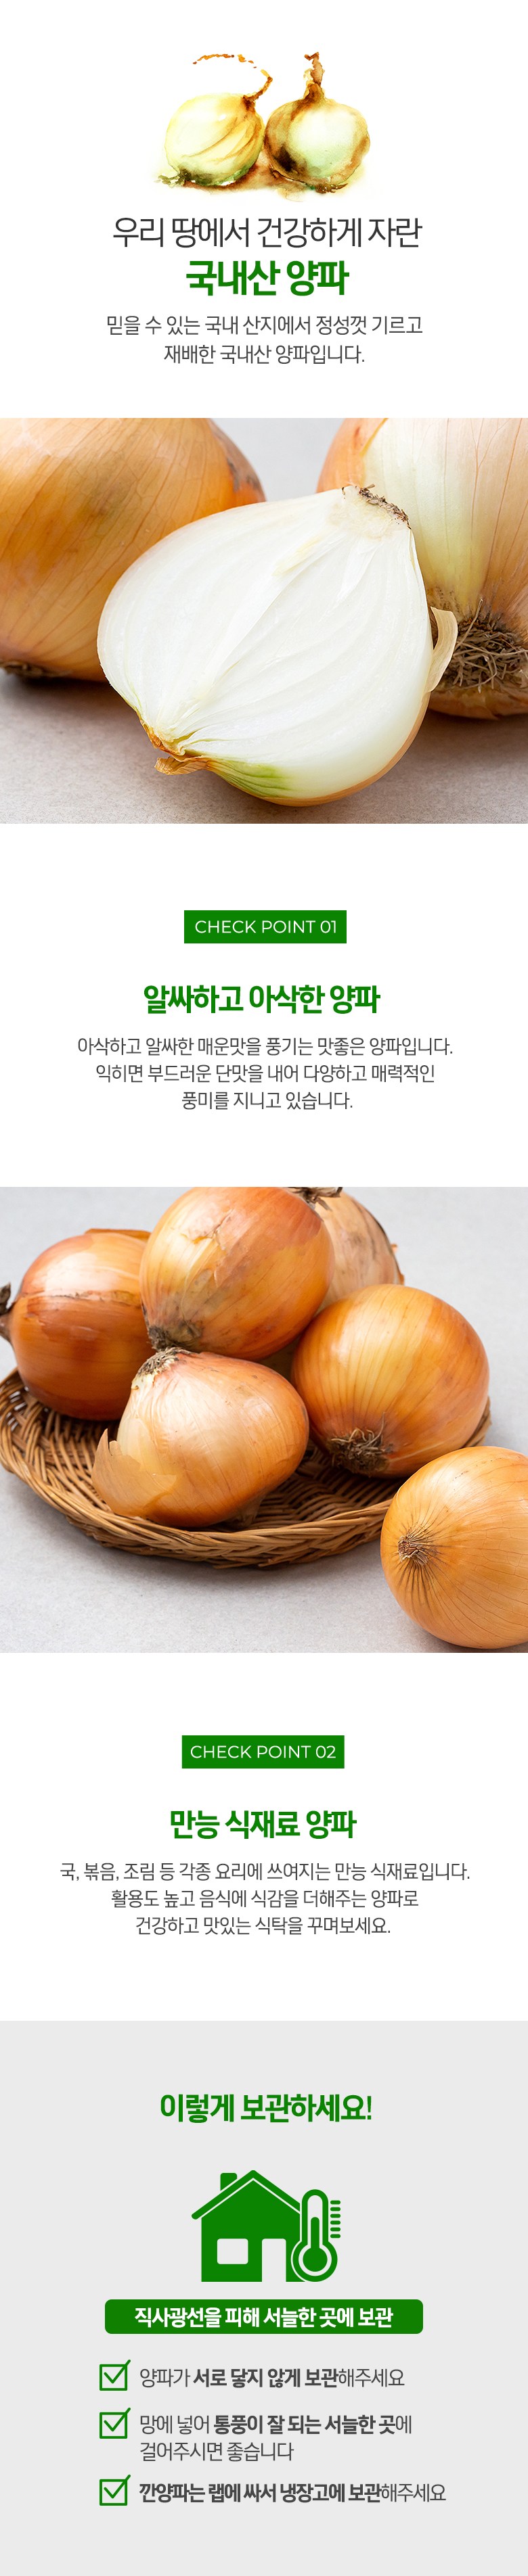 우리 땅에서 건강하게 자란
국내산 양파
믿을 수 있는 국내 산지에서 정성껏 기르고
재배한 국내산 양파입니다.
CHECK POINT 01
알싸하고 아삭한 양파
아삭하고 알싸한 매운맛을 풍기는 맛좋은 양파입니다.
익히면 부드러운 단맛을 내어 다양하고 매력적인
풍미를 지니고 있습니다.
CHECK POINT 02
만능 식재료 양파
국, 볶음, 조림 등 각종 요리에 쓰여지는 만능 식재료입니다.
활용도 높고 음식에 식감을 더해주는 양파로
건강하고 맛있는 식탁을 꾸며보세요.
이렇게 보관하세요!
직사광선을 피해 서늘한 곳에 보관
양파가 서로 닿지 않게 보관해주세요
망에 넣어 통풍이 잘 되는 서늘한 곳에
걸어주시면 좋습니다
깐양파는 랩에 싸서 냉장고에 보관해주세요